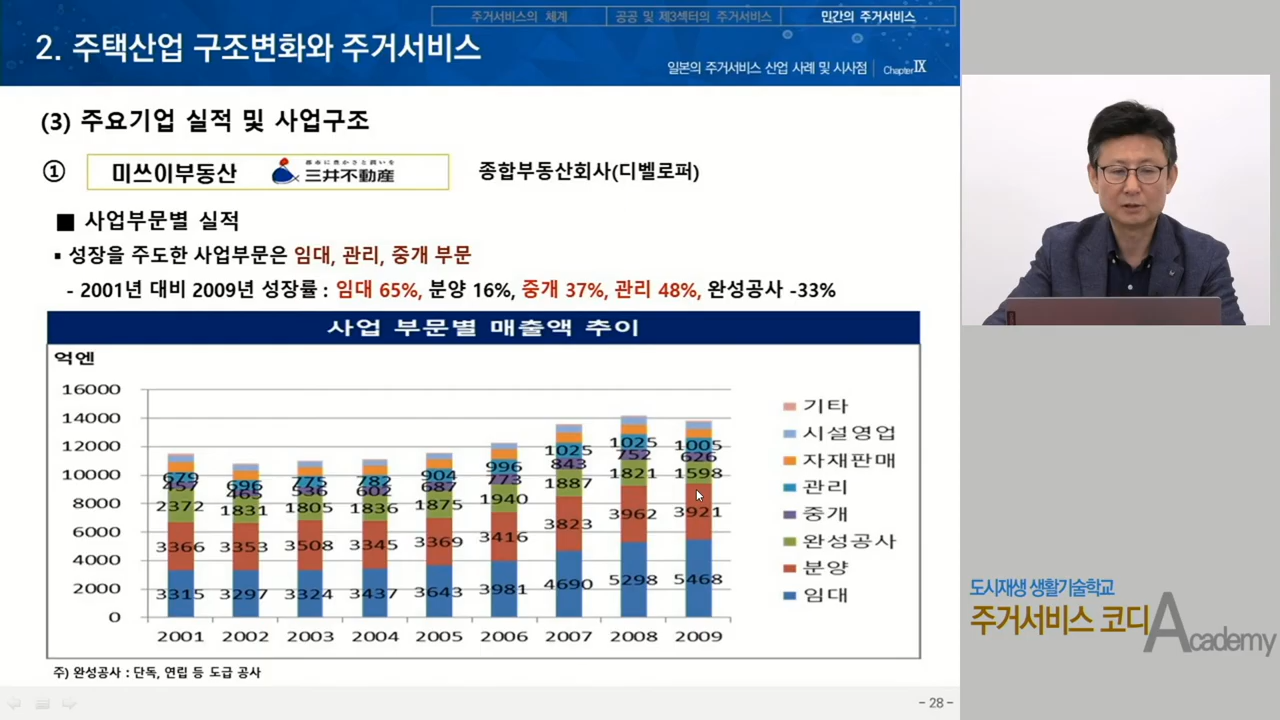 주거서비스의 체계
공공 및 제3섹터의 주거서비스
민간의 주거서비스
2. 주택산업 구조변화와 주거서비스
일본의 주거서비스 산업 사례 및 시사점
Chapter Ⅸ
(3) 주요기업 실적 및 사업구조
① 미쓰이부동산 都市に豊かさと潤いを 三井不動産 종합부동산회사(디벨로퍼)
■ 사업부문별 실적
▪ 성장을 주도한 사업부문은 임대, 관리, 중개 부문
- 2001년 대비 2009년 성장률 : 임대 65%, 분양 16%, 중개 37%, 관리 48%, 완성공사 -33%
사업 부문별 매출액 추이
억엔
16000
14000
12000
10000
8000
6000
4000
2000
0
679 696 775 782 904 996 1025 1025 1005
457 465 536 602 687 773 843 752 626
2372 1831 1805 1836 1875 1940 1887 1821 1598
3366 3353 3508 3345 3369 3416 3823 3962 3921
3315 3297 3324 3437 3643 3981 4690 5298 5468
2001 2002 2003 2004 2005 2006 2007 2008 2009
기타
시설영업
자재판매
관리
중개
완성공사
분양
임대
주) 완성공사 : 단독, 연립 등 도급 공사
- 28 -
도시재생 생활기술학교
주거서비스 코디
Academy